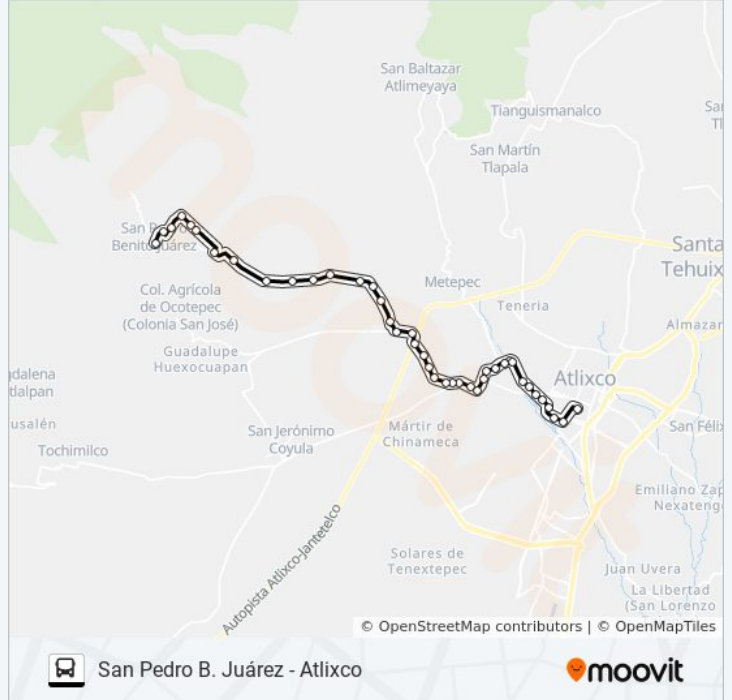 San Baltazar
Atlimeyaya
Tianguismanalco
San Martín
Tlapala
San
Benito Juárez
Santa
Tehuix
Metepec
Col. Agrícola
de Ocotepec
(Colonia San José)
Teneria
Almazar
Guadalupe
Huexocuapan
Atlixco
gdalena
tlalpan
usalén
Tochimilco
San Jerónimo
Coyula
Mártir de
Chinameca
San Félix
Emiliano Zap
Nexateng
Autopista Atlixco-Jantetelco
Solares de
Tenextepec
Juan Uvera
La Libertad
(San Lorenzo
© OpenStreetMap contributors | © OpenMapTiles
San Pedro B. Juárez - Atlixco
moovit